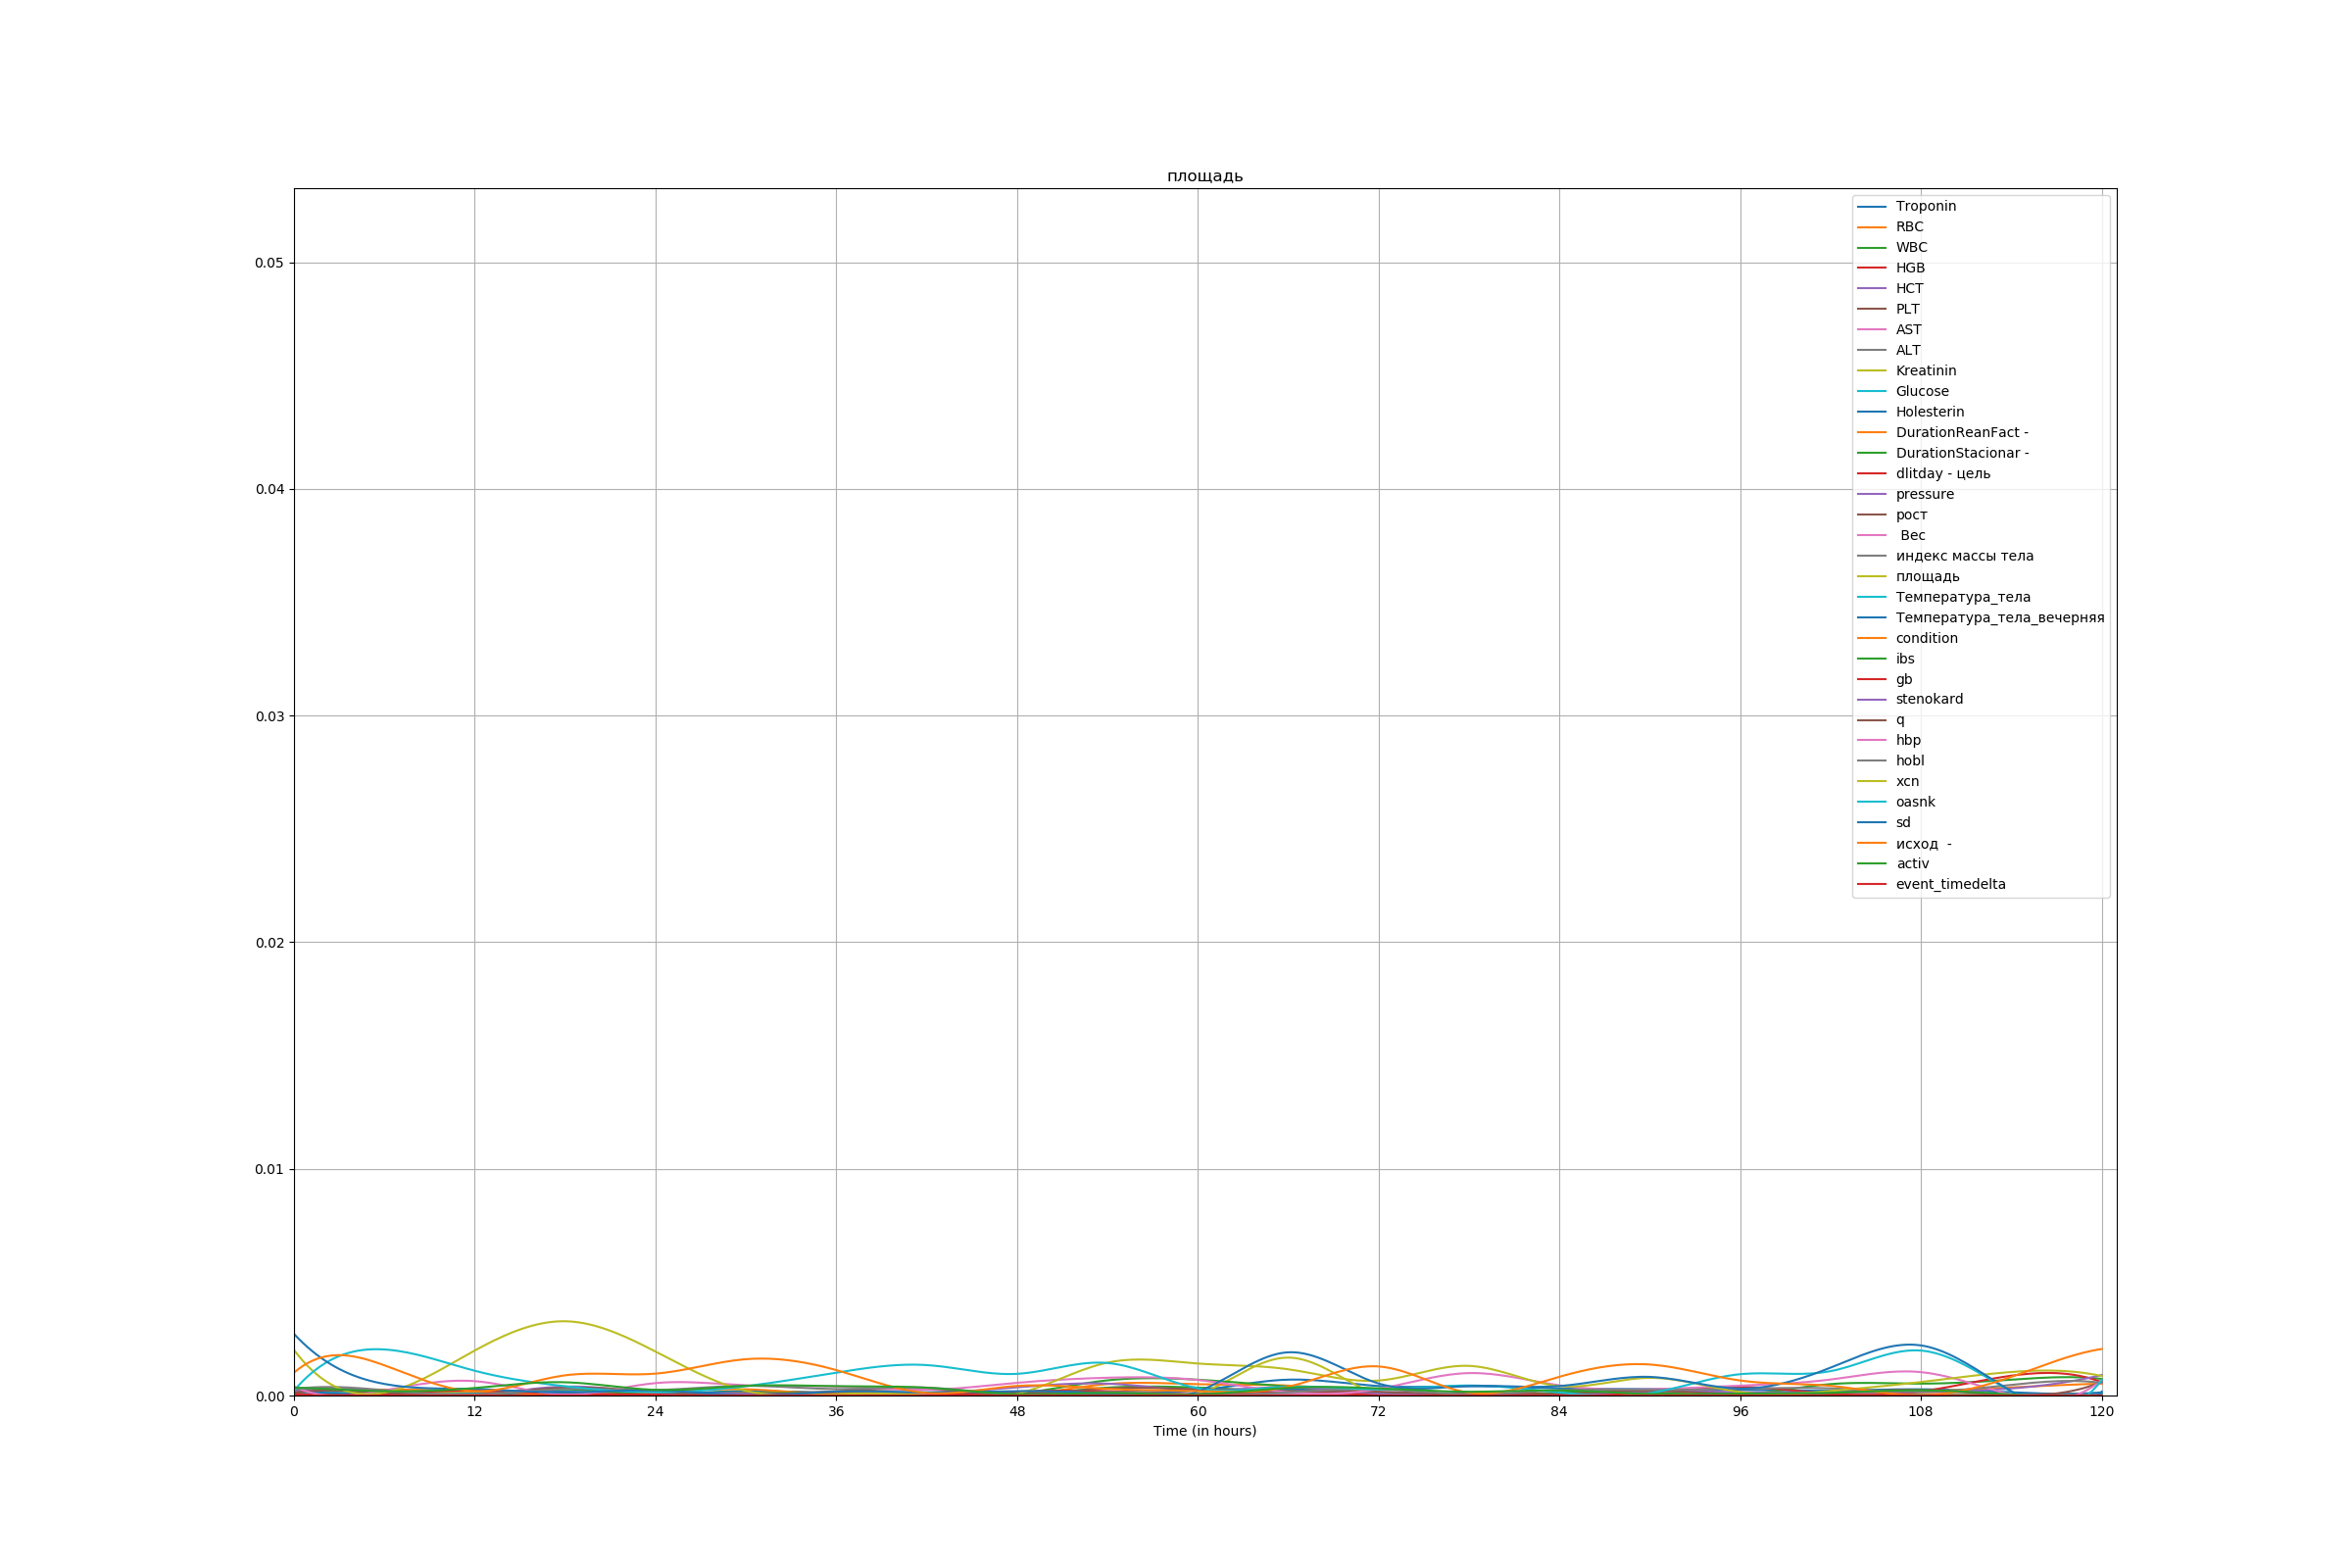 площадь
0.05
0.04
0.03
0.02
0.01
0.00
0 12 24 36 48 60 72 84 96 108 120
Time (in hours)
Troponin
RBC
WBC
HGB
HCT
PLT
AST
ALT
Kreatinin
Glucose
Holesterin
DurationReanFact -
DurationStacionar -
dlitday - цель
pressure
рост
Вес
индекс массы тела
площадь
Температура_тела
Температура_тела_вечерняя
condition
ibs
gb
stenokard
q
hbp
hobl
xcn
oasnk
sd
исход  -
activ
event_timedelta